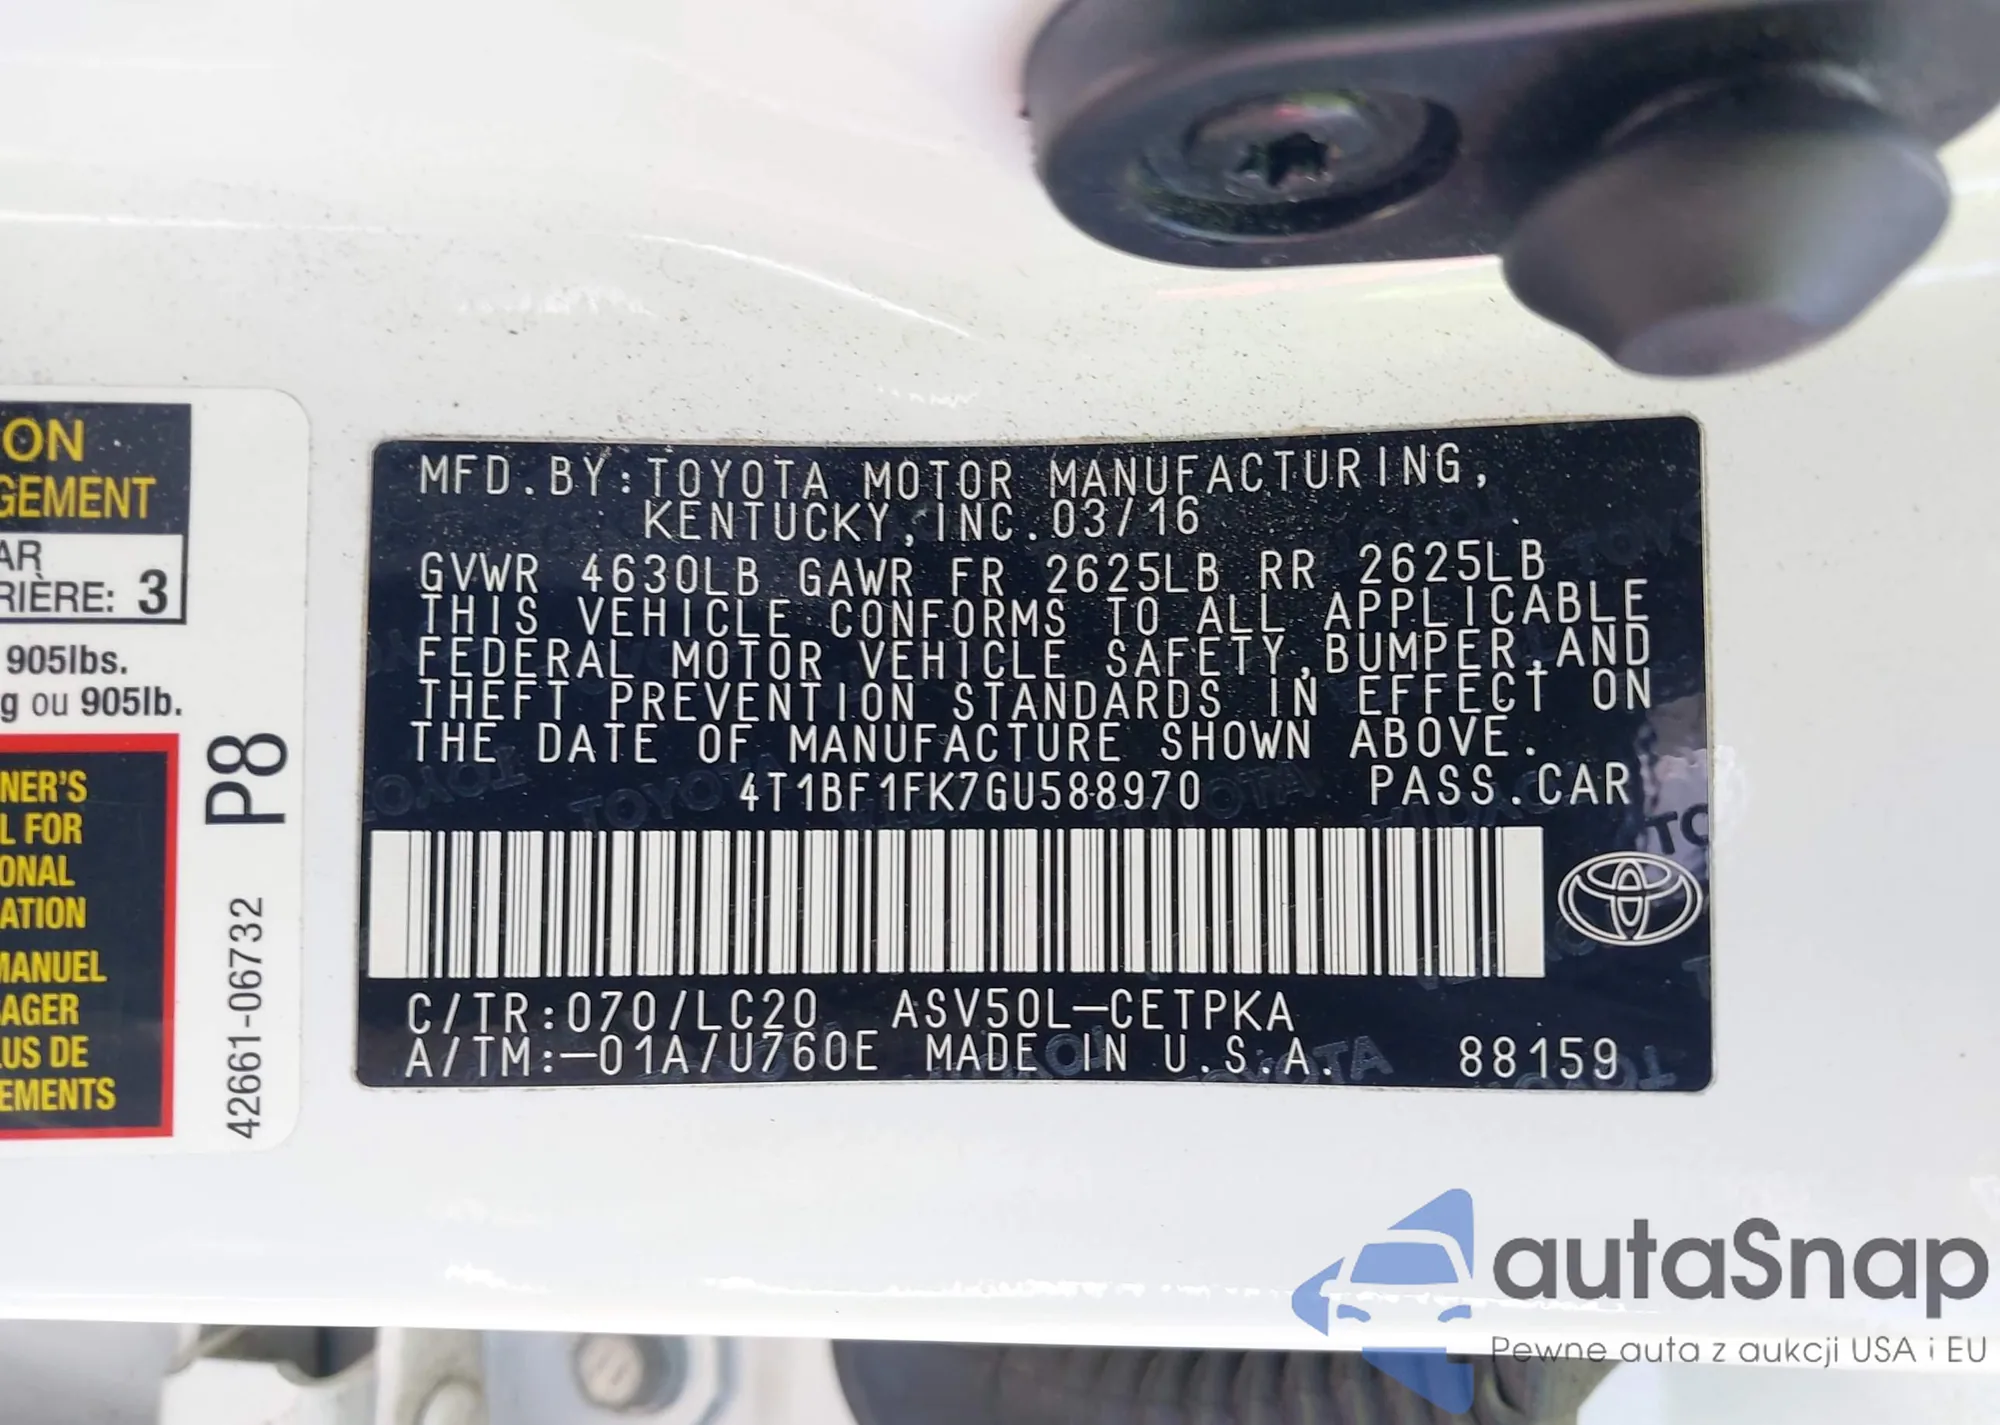 ON
GEMENT
AR
RIÈRE: 3
905lbs.
g ou 905lb.
NER'S
L FOR
ONAL
ATION
MANUEL
AGER
LUS DE
EMENTS
P8
42661-06732
MFD.BY:TOYOTA MOTOR MANUFACTURING,
KENTUCKY,INC.03/16
GVWR 4630LB GAWR FR 2625LB RR 2625LB
THIS VEHICLE CONFORMS TO ALL APPLICABLE
FEDERAL MOTOR VEHICLE SAFETY,BUMPER,AND
THEFT PREVENTION STANDARDS IN EFFECT ON
THE DATE OF MANUFACTURE SHOWN ABOVE.
4T1BF1FK7GU588970 PASS.CAR
C/TR:070/LC20 ASV50L-CETPKA
A/TM:-01A/U760E MADE IN U.S.A. 88159
autaSnap
Pewne auta z aukcji USA i EU